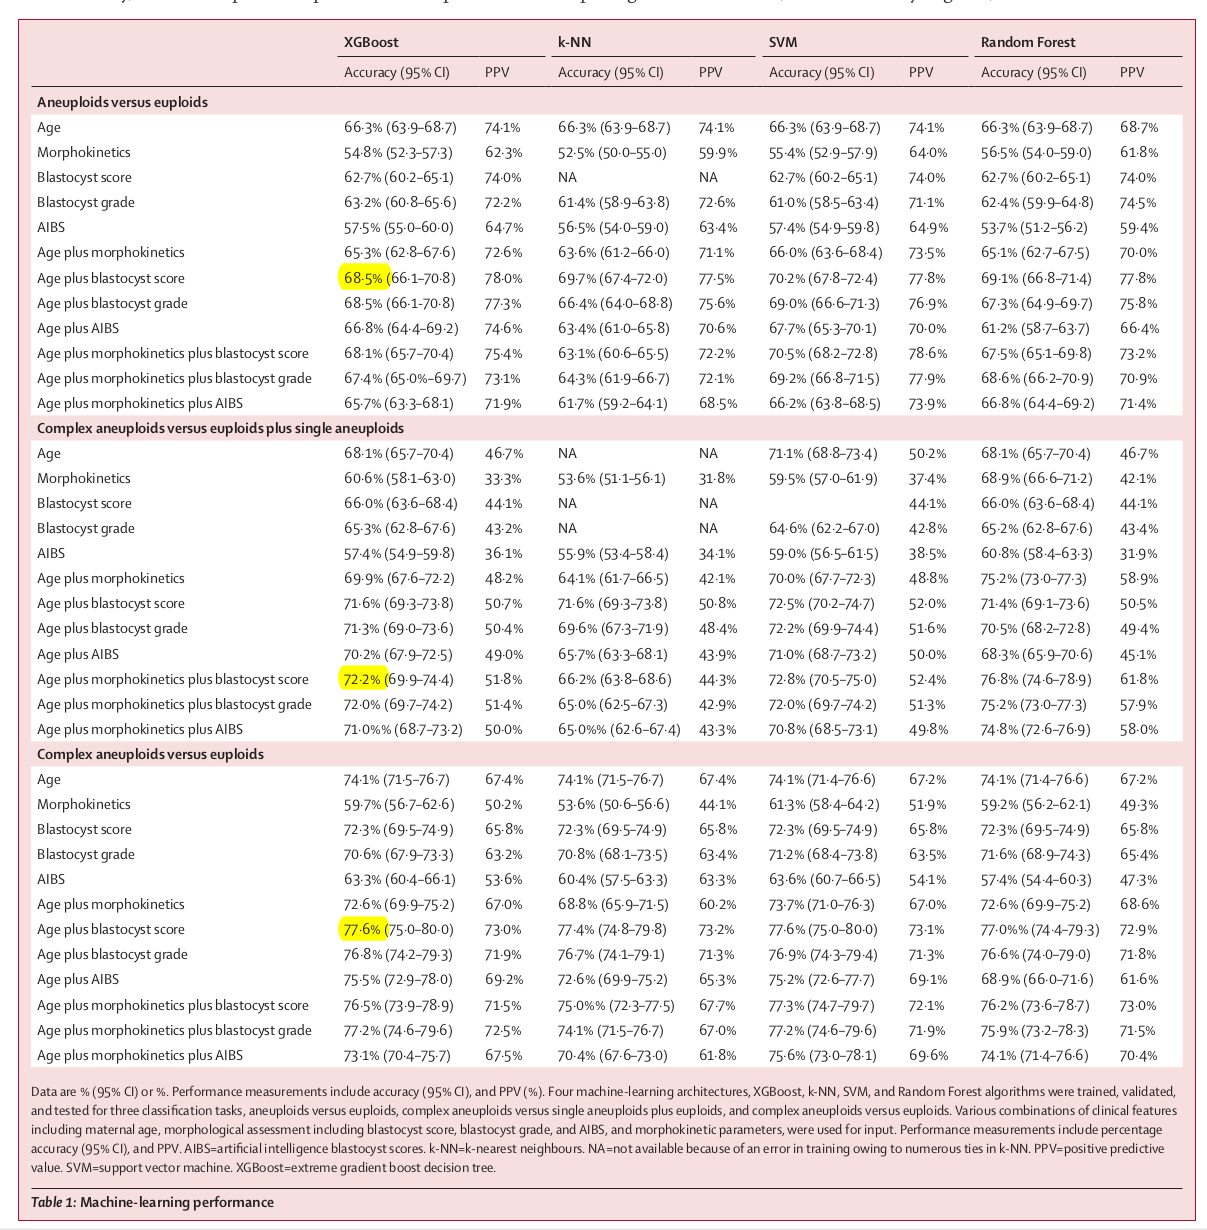 XGBoost k-NN SVM Random Forest
Accuracy (95% CI) PPV Accuracy (95% CI) PPV Accuracy (95% CI) PPV Accuracy (95% CI) PPV
Aneuploids versus euploids
Age 66·3% (63·9–68·7) 74·1% 66·3% (63·9–68·7) 74·1% 66·3% (63·9–68·7) 74·1% 66·3% (63·9–68·7) 68·7%
Morphokinetics 54·8% (52·3–57·3) 62·3% 52·5% (50·0–55·0) 59·9% 55·4% (52·9–57·9) 64·0% 56·5% (54·0–59·0) 61·8%
Blastocyst score 62·7% (60·2–65·1) 74·0% NA NA 62·7% (60·2–65·1) 74·0% 62·7% (60·2–65·1) 74·0%
Blastocyst grade 63·2% (60·8–65·6) 72·2% 61·4% (58·9–63·8) 72·6% 61·0% (58·5–63·4) 71·1% 62·4% (59·9–64·8) 74·5%
AIBS 57·5% (55·0–60·0) 64·7% 56·5% (54·0–59·0) 63·4% 57·4% (54·9–59·8) 64·9% 53·7% (51·2–56·2) 59·4%
Age plus morphokinetics 65·3% (62·8–67·6) 72·6% 63·6% (61·2–66·0) 71·1% 66·0% (63·6–68·4) 73·5% 65·1% (62·7–67·5) 70·0%
Age plus blastocyst score 68·5% (66·1–70·8) 78·0% 69·7% (67·4–72·0) 77·5% 70·2% (67·8–72·4) 77·8% 69·1% (66·8–71·4) 77·8%
Age plus blastocyst grade 68·5% (66·1–70·8) 77·3% 66·4% (64·0–68·8) 75·6% 69·0% (66·6–71·3) 76·9% 67·3% (64·9–69·7) 75·8%
Age plus AIBS 66·8% (64·4–69·2) 74·6% 63·4% (61·0–65·8) 70·6% 67·7% (65·3–70·1) 70·0% 61·2% (58·7–63·7) 66·4%
Age plus morphokinetics plus blastocyst score 68·1% (65·7–70·4) 75·4% 63·1% (60·6–65·5) 72·2% 70·5% (68·2–72·8) 78·6% 67·5% (65·1–69·8) 73·2%
Age plus morphokinetics plus blastocyst grade 67·4% (65·0%–69·7) 73·1% 64·3% (61·9–66·7) 72·1% 69·2% (66·8–71·5) 77·9% 68·6% (66·2–70·9) 70·9%
Age plus morphokinetics plus AIBS 65·7% (63·3–68·1) 71·9% 61·7% (59·2–64·1) 68·5% 66·2% (63·8–68·5) 73·9% 66·8% (64·4–69·2) 71·4%
Complex aneuploids versus euploids plus single aneuploids
Age 68·1% (65·7–70·4) 46·7% NA NA 71·1% (68·8–73·4) 50·2% 68·1% (65·7–70·4) 46·7%
Morphokinetics 60·6% (58·1–63·0) 33·3% 53·6% (51·1–56·1) 31·8% 59·5% (57·0–61·9) 37·4% 68·9% (66·6–71·2) 42·1%
Blastocyst score 66·0% (63·6–68·4) 44·1% NA NA 44·1% 66·0% (63·6–68·4) 44·1%
Blastocyst grade 65·3% (62·8–67·6) 43·2% NA NA 64·6% (62·2–67·0) 42·8% 65·2% (62·8–67·6) 43·4%
AIBS 57·4% (54·9–59·8) 36·1% 55·9% (53·4–58·4) 34·1% 59·0% (56·5–61·5) 38·5% 60·8% (58·4–63·3) 31·9%
Age plus morphokinetics 69·9% (67·6–72·2) 48·2% 64·1% (61·7–66·5) 42·1% 70·0% (67·7–72·3) 48·8% 75·2% (73·0–77·3) 58·9%
Age plus blastocyst score 71·6% (69·3–73·8) 50·7% 71·6% (69·3–73·8) 50·8% 72·5% (70·2–74·7) 52·0% 71·4% (69·1–73·6) 50·5%
Age plus blastocyst grade 71·3% (69·0–73·6) 50·4% 69·6% (67·3–71·9) 48·4% 72·2% (69·9–74·4) 51·6% 70·5% (68·2–72·8) 49·4%
Age plus AIBS 70·2% (67·9–72·5) 49·0% 65·7% (63·3–68·1) 43·9% 71·0% (68·7–73·2) 50·0% 68·3% (65·9–70·6) 45·1%
Age plus morphokinetics plus blastocyst score 72·2% (69·9–74·4) 51·8% 66·2% (63·8–68·6) 44·3% 72·8% (70·5–75·0) 52·4% 76·8% (74·6–78·9) 61·8%
Age plus morphokinetics plus blastocyst grade 72·0% (69·7–74·2) 51·4% 65·0% (62·5–67·3) 42·9% 72·0% (69·7–74·2) 51·3% 75·2% (73·0–77·3) 57·9%
Age plus morphokinetics plus AIBS 71·0%% (68·7–73·2) 50·0% 65·0%% (62·6–67·4) 43·3% 70·8% (68·5–73·1) 49·8% 74·8% (72·6–76·9) 58·0%
Complex aneuploids versus euploids
Age 74·1% (71·5–76·7) 67·4% 74·1% (71·5–76·7) 67·4% 74·1% (71·4–76·6) 67·2% 74·1% (71·4–76·6) 67·2%
Morphokinetics 59·7% (56·7–62·6) 50·2% 53·6% (50·6–56·6) 44·1% 61·3% (58·4–64·2) 51·9% 59·2% (56·2–62·1) 49·3%
Blastocyst score 72·3% (69·5–74·9) 65·8% 72·3% (69·5–74·9) 65·8% 72·3% (69·5–74·9) 65·8% 72·3% (69·5–74·9) 65·8%
Blastocyst grade 70·6% (67·9–73·3) 63·2% 70·8% (68·1–73·5) 63·4% 71·2% (68·4–73·8) 63·5% 71·6% (68·9–74·3) 65·4%
AIBS 63·3% (60·4–66·1) 53·6% 60·4% (57·5–63·3) 63·3% 63·6% (60·7–66·5) 54·1% 57·4% (54·4–60·3) 47·3%
Age plus morphokinetics 72·6% (69·9–75·2) 67·0% 68·8% (65·9–71·5) 60·2% 73·7% (71·0–76·3) 67·0% 72·6% (69·9–75·2) 68·6%
Age plus blastocyst score 77·6% (75·0–80·0) 73·0% 77·4% (74·8–79·8) 73·2% 77·6% (75·0–80·0) 73·1% 77·0%% (74·4–79·3) 72·9%
Age plus blastocyst grade 76·8% (74·2–79·3) 71·9% 76·7% (74·1–79·1) 71·3% 76·9% (74·3–79·4) 71·3% 76·6% (74·0–79·0) 71·8%
Age plus AIBS 75·5% (72·9–78·0) 69·2% 72·6% (69·9–75·2) 65·3% 75·2% (72·6–77·7) 69·1% 68·9% (66·0–71·6) 61·6%
Age plus morphokinetics plus blastocyst score 76·5% (73·9–78·9) 71·5% 75·0%% (72·3–77·5) 67·7% 77·3% (74·7–79·7) 72·1% 76·2% (73·6–78·7) 73·0%
Age plus morphokinetics plus blastocyst grade 77·2% (74·6–79·6) 72·5% 74·1% (71·5–76·7) 67·0% 77·2% (74·6–79·6) 71·9% 75·9% (73·2–78·3) 71·5%
Age plus morphokinetics plus AIBS 73·1% (70·4–75·7) 67·5% 70·4% (67·6–73·0) 61·8% 75·6% (73·0–78·1) 69·6% 74·1% (71·4–76·6) 70·4%
Data are % (95% CI) or %. Performance measurements include accuracy (95% CI), and PPV (%). Four machine-learning architectures, XGBoost, k-NN, SVM, and Random Forest algorithms were trained, validated,
and tested for three classification tasks, aneuploids versus euploids, complex aneuploids versus single aneuploids plus euploids, and complex aneuploids versus euploids. Various combinations of clinical features
including maternal age, morphological assessment including blastocyst score, blastocyst grade, and AIBS, and morphokinetic parameters, were used for input. Performance measurements include percentage
accuracy (95% CI), and PPV. AIBS=artificial intelligence blastocyst scores. k-NN=k-nearest neighbours. NA=not available because of an error in training owing to numerous ties in k-NN. PPV=positive predictive
value. SVM=support vector machine. XGBoost=extreme gradient boost decision tree.
Table 1: Machine-learning performance